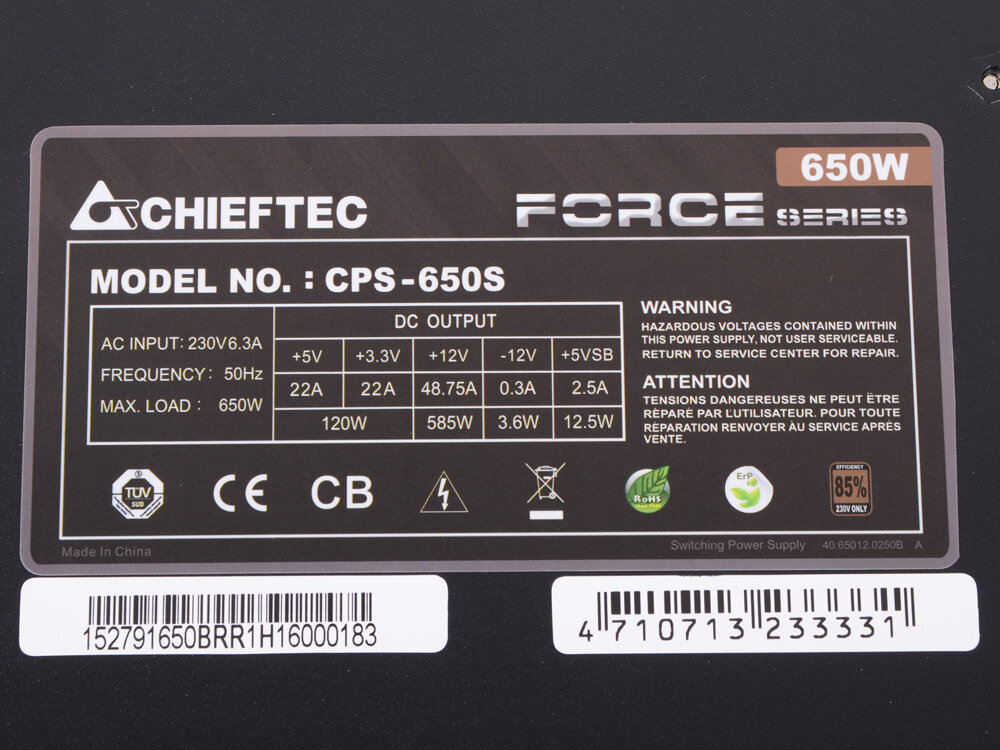 650W
CHIEFTEC
FORCE SERIES
MODEL NO. : CPS-650S
AC INPUT: 230V6.3A
FREQUENCY : 50Hz
MAX. LOAD : 650W
DC OUTPUT
+5V +3.3V +12V -12V +5VSB
22A 22A 48.75A 0.3A 2.5A
120W 585W 3.6W 12.5W
WARNING
HAZARDOUS VOLTAGES CONTAINED WITHIN
THIS POWER SUPPLY, NOT USER SERVICEABLE.
RETURN TO SERVICE CENTER FOR REPAIR.
ATTENTION
TENSIONS DANGEREUSES NE PEUT ÊTRE
RÉPARÉ PAR L'UTILISATEUR. POUR TOUTE
RÉPARATION RENVOYER ÀU SERVICE APRÈS
VENTE.
TÜV
SÜD
CE
CB
RoHS
ErP
EFFICIENCY
85%
230V ONLY
Made In China
Switching Power Supply 40.65012.0250B A
152791650BRR1H16000183
4 710713 233331